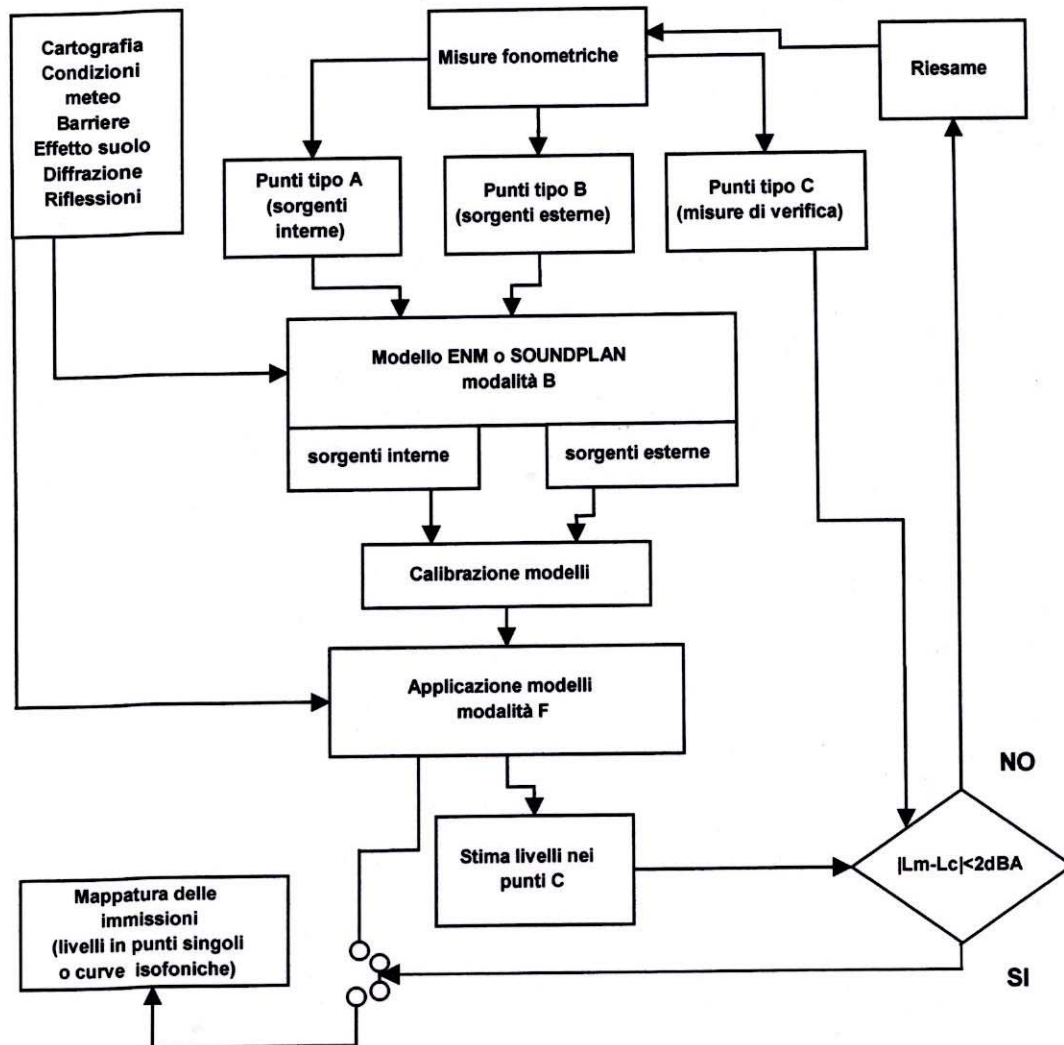 Cartografia
Condizioni
meteo
Barriere
Effetto suolo
Diffrazione
Riflessioni
Misure fonometriche
Riesame
Punti tipo A
(sorgenti
interne)
Punti tipo B
(sorgenti esterne)
Punti tipo C
(misure di verifica)
Modello ENM o SOUNDPLAN
modalità B
sorgenti interne
sorgenti esterne
Calibrazione modelli
Applicazione modelli
modalità F
NO
Stima livelli nei
punti C
|Lm-Lc|<2dBA
Mappatura delle
immissioni
(livelli in punti singoli
o curve isofoniche)
SI